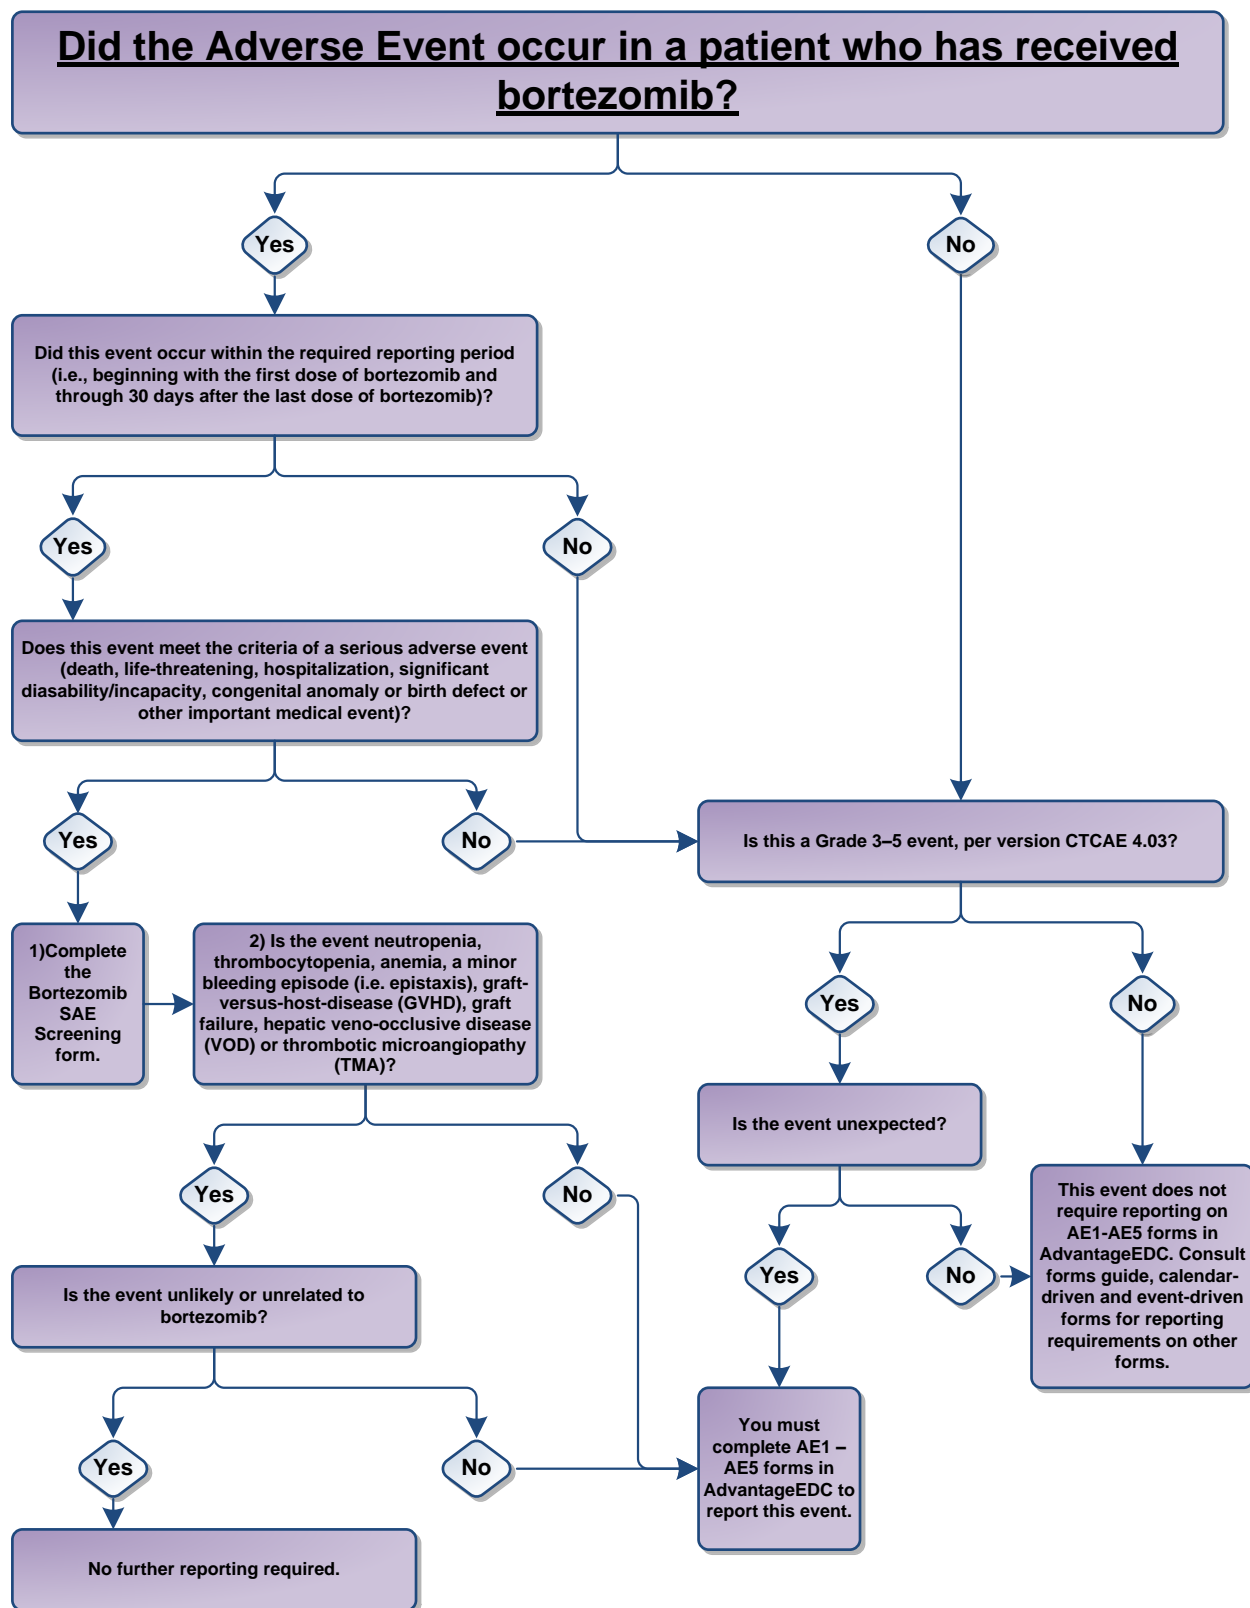 Did the Adverse Event occur in a patient who has received
bortezomib?
Yes
No
Did this event occur within the required reporting period
(i.e., beginning with the first dose of bortezomib and
through 30 days after the last dose of bortezomib)?
Yes
No
Does this event meet the criteria of a serious adverse event
(death, life-threatening, hospitalization, significant
diasability/incapacity, congenital anomaly or birth defect or
other important medical event)?
Yes
No
Is this a Grade 3–5 event, per version CTCAE 4.03?
1)Complete
the
Bortezomib
SAE
Screening
form.
2) Is the event neutropenia,
thrombocytopenia, anemia, a minor
bleeding episode (i.e. epistaxis), graft-
versus-host-disease (GVHD), graft
failure, hepatic veno-occlusive disease
(VOD) or thrombotic microangiopathy
(TMA)?
Yes
No
Is the event unexpected?
Yes
No
Yes
No
This event does not
require reporting on
AE1-AE5 forms in
AdvantageEDC. Consult
forms guide, calendar-
driven and event-driven
forms for reporting
requirements on other
forms.
Is the event unlikely or unrelated to
bortezomib?
Yes
No
You must
complete AE1 –
AE5 forms in
AdvantageEDC to
report this event.
No further reporting required.